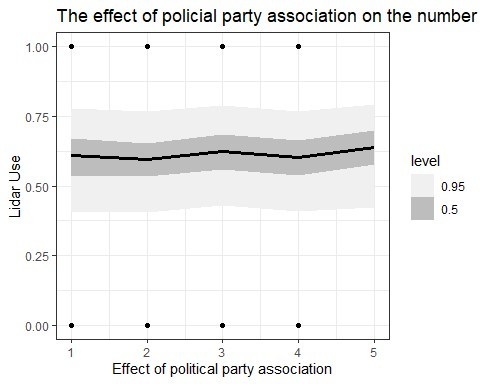 The effect of policial party association on the number
1.00
0.75
0.50
0.25
0.00
Lidar Use
1 2 3 4 5
Effect of political party association
level
0.95
0.5